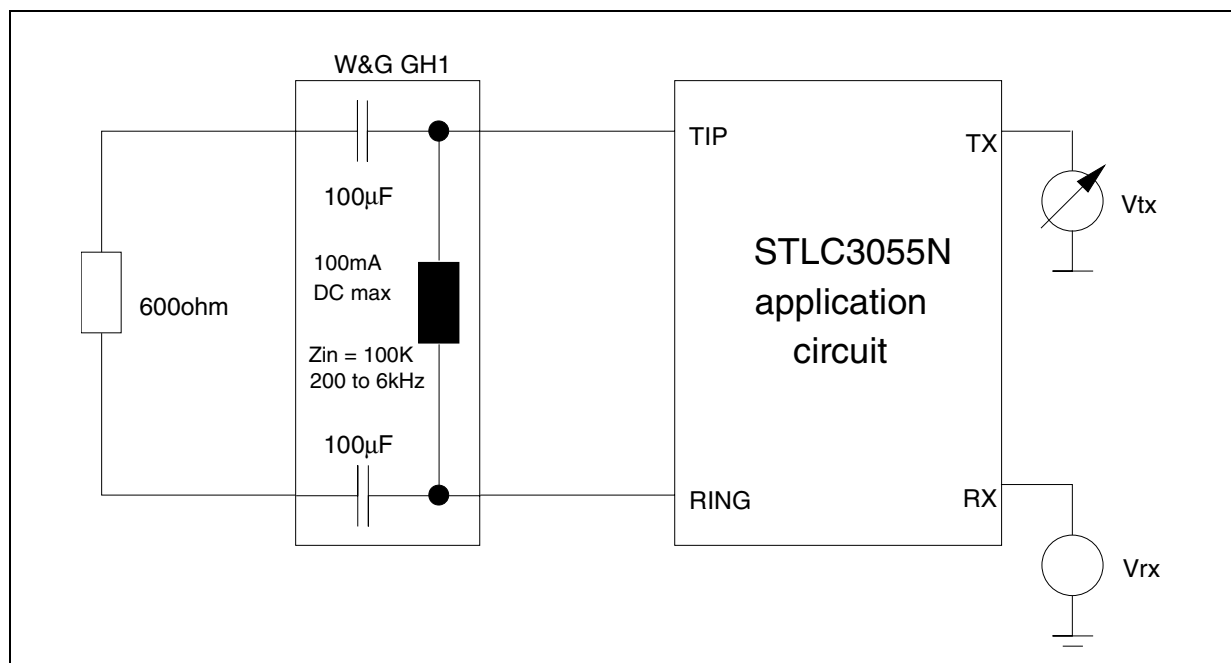 W&G GH1
TIP
TX
100μF
Vtx
100mA
DC max
STLC3055N
application
circuit
600ohm
Zin = 100K
200 to 6kHz
100μF
RING
RX
Vrx